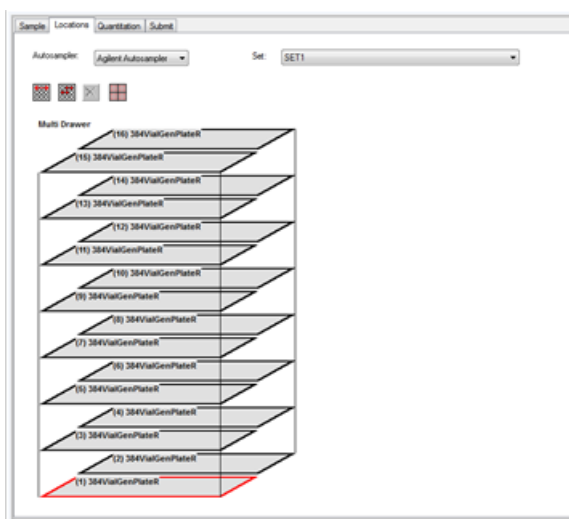 Sample Locations Quantitation Submit
Autosampler: Agilent Autosampler Set: SET1
Multi Drawer
(16) 384VialGenPlateR
(15) 384VialGenPlateR
(14) 384VialGenPlateR
(13) 384VialGenPlateR
(12) 384VialGenPlateR
(11) 384VialGenPlateR
(10) 384VialGenPlateR
(9) 384VialGenPlateR
(8) 384VialGenPlateR
(7) 384VialGenPlateR
(6) 384VialGenPlateR
(5) 384VialGenPlateR
(4) 384VialGenPlateR
(3) 384VialGenPlateR
(2) 384VialGenPlateR
(1) 384VialGenPlateR